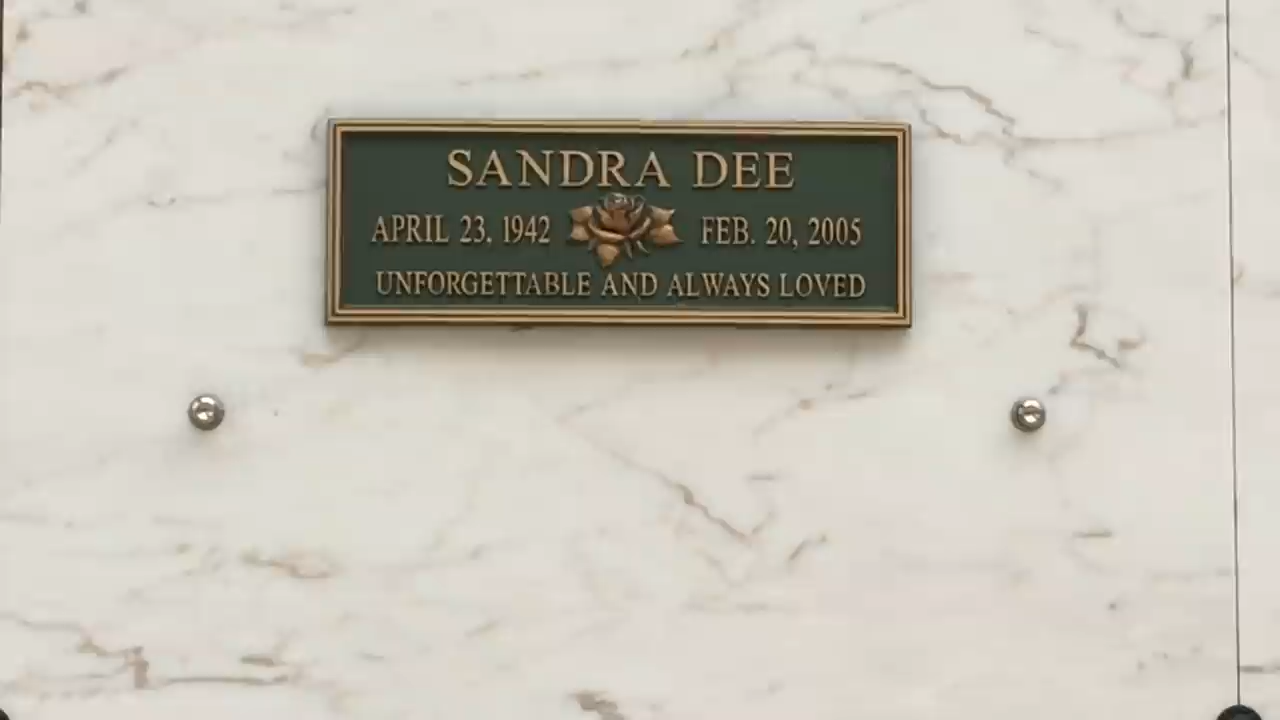 SANDRA DEE
APRIL 23, 1942 FEB. 20, 2005
UNFORGETTABLE AND ALWAYS LOVED